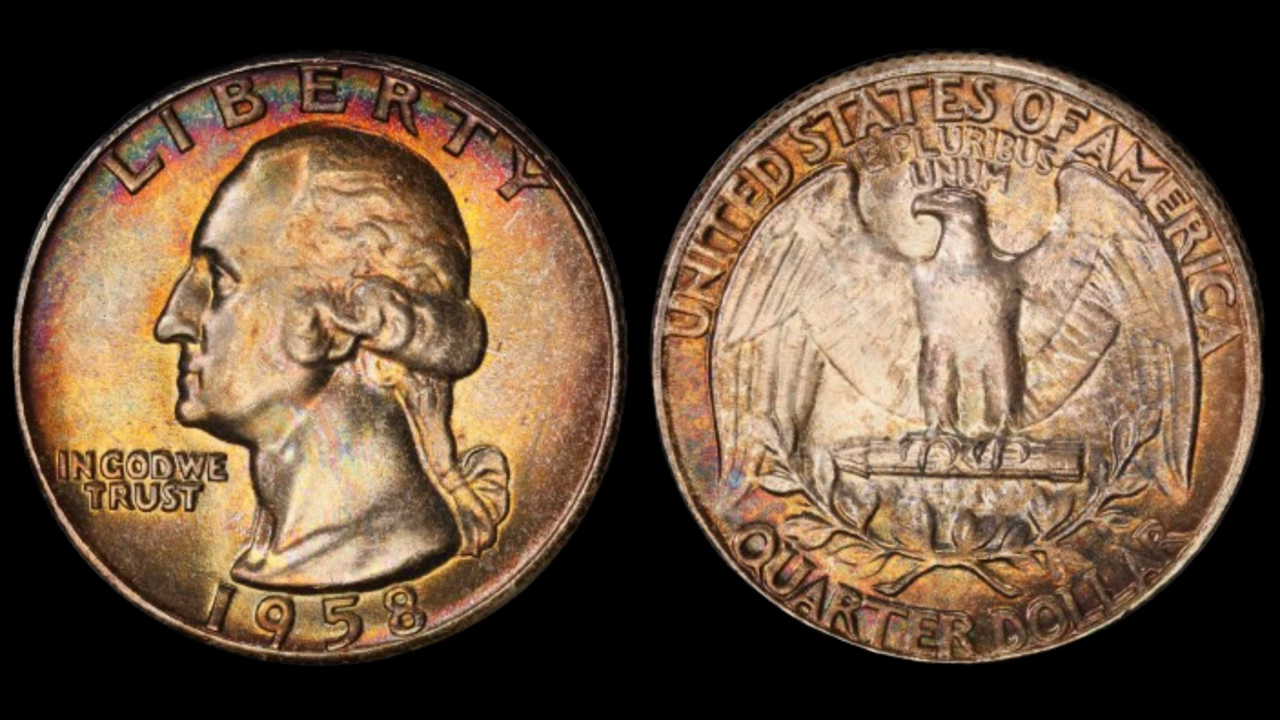 LIBERTY
IN GOD WE
TRUST
1958
UNITED STATES OF AMERICA
E PLURIBUS
UNUM
QUARTER DOLLAR